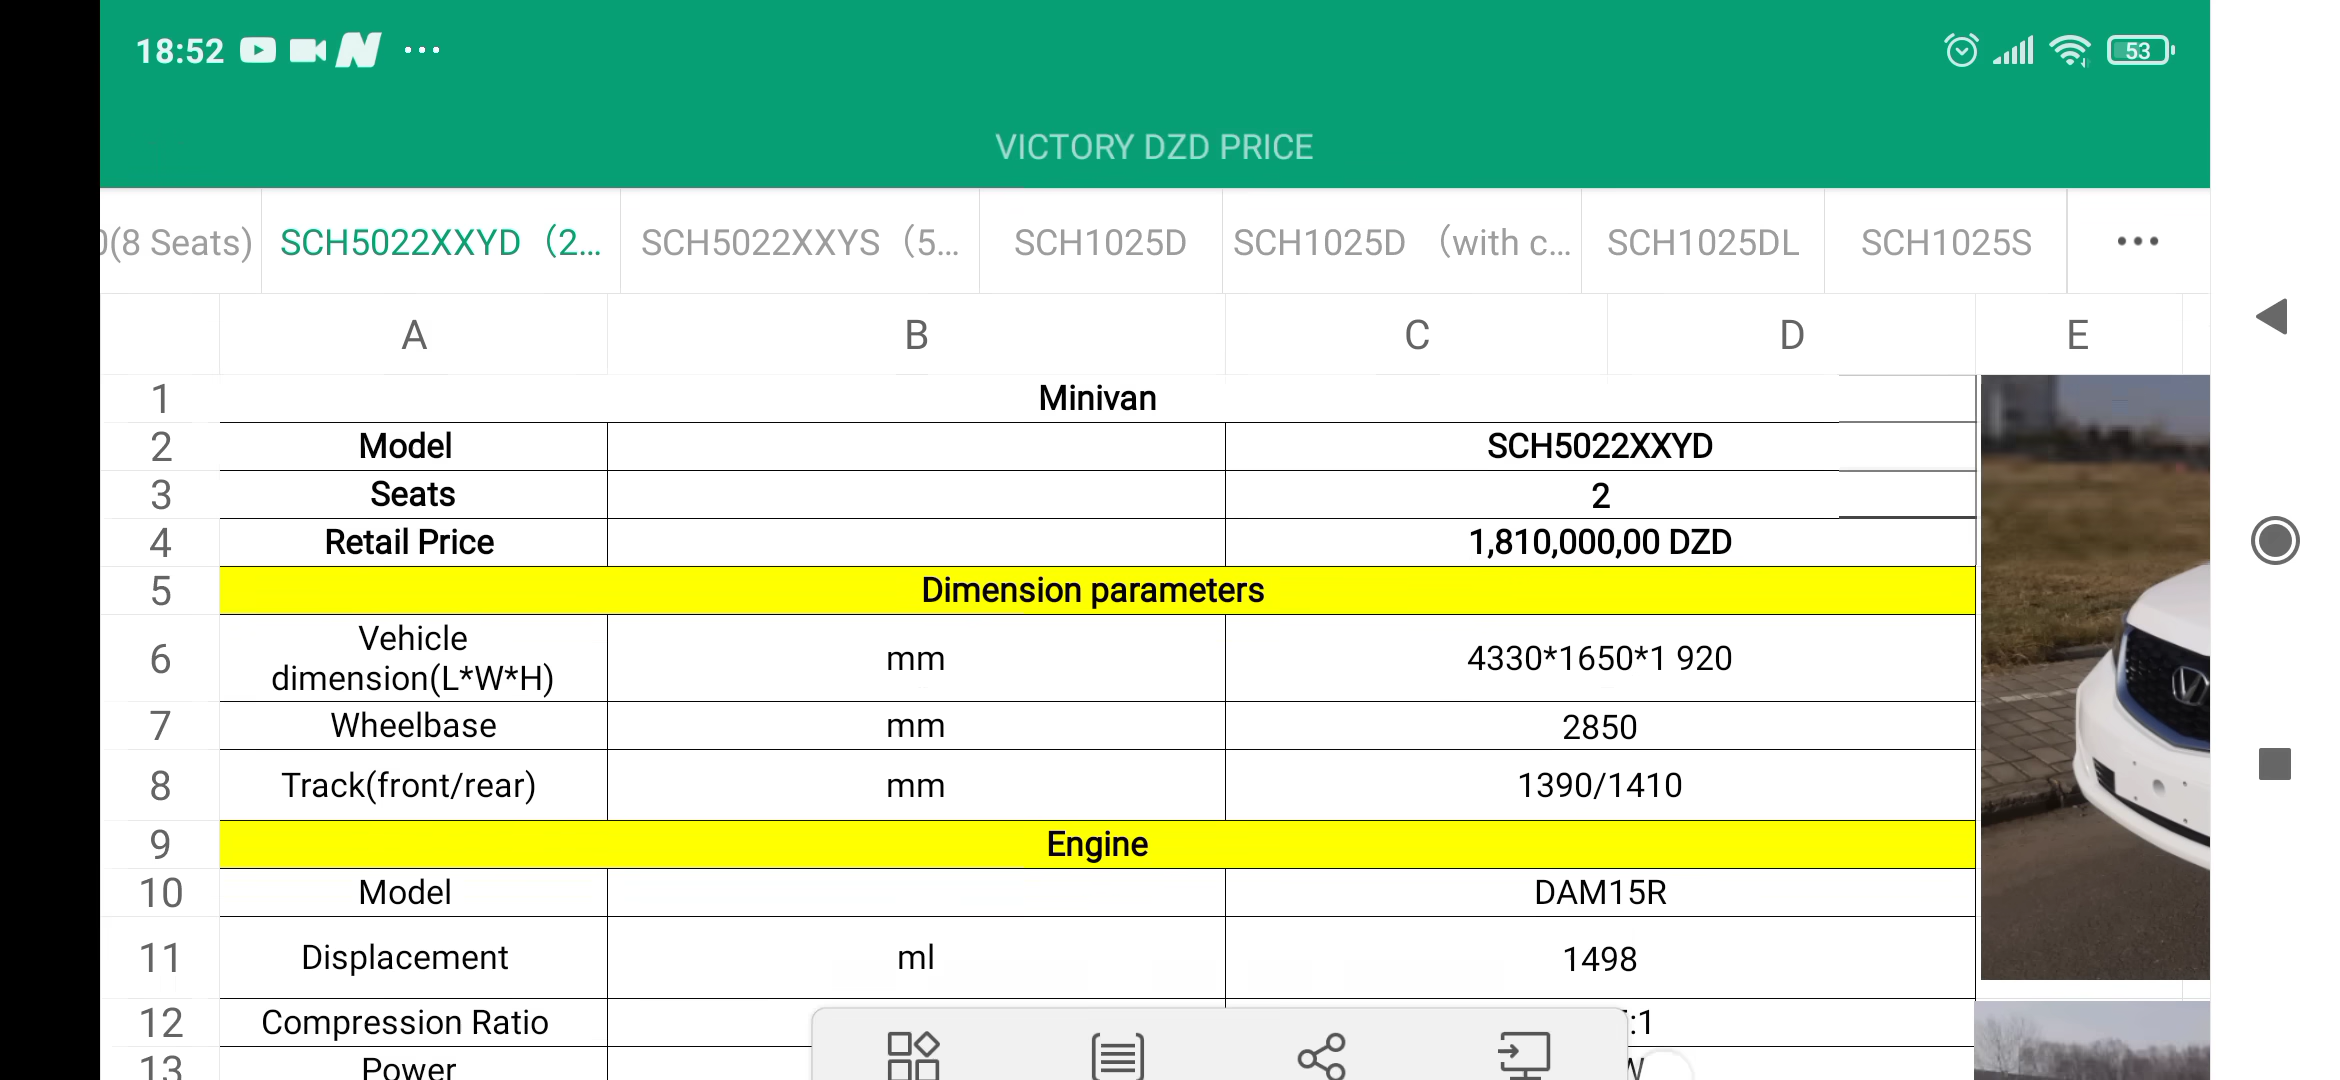 18:52
53
VICTORY DZD PRICE
(8 Seats) SCH5022XXYD（2... SCH5022XXYS（5... SCH1025D SCH1025D （with c... SCH1025DL SCH1025S
A B C D E
1 Minivan
2 Model SCH5022XXYD
3 Seats 2
4 Retail Price 1,810,000,00 DZD
5 Dimension parameters
6 Vehicle dimension(L*W*H) mm 4330*1650*1 920
7 Wheelbase mm 2850
8 Track(front/rear) mm 1390/1410
9 Engine
10 Model DAM15R
11 Displacement ml 1498
12 Compression Ratio :1
13 Power